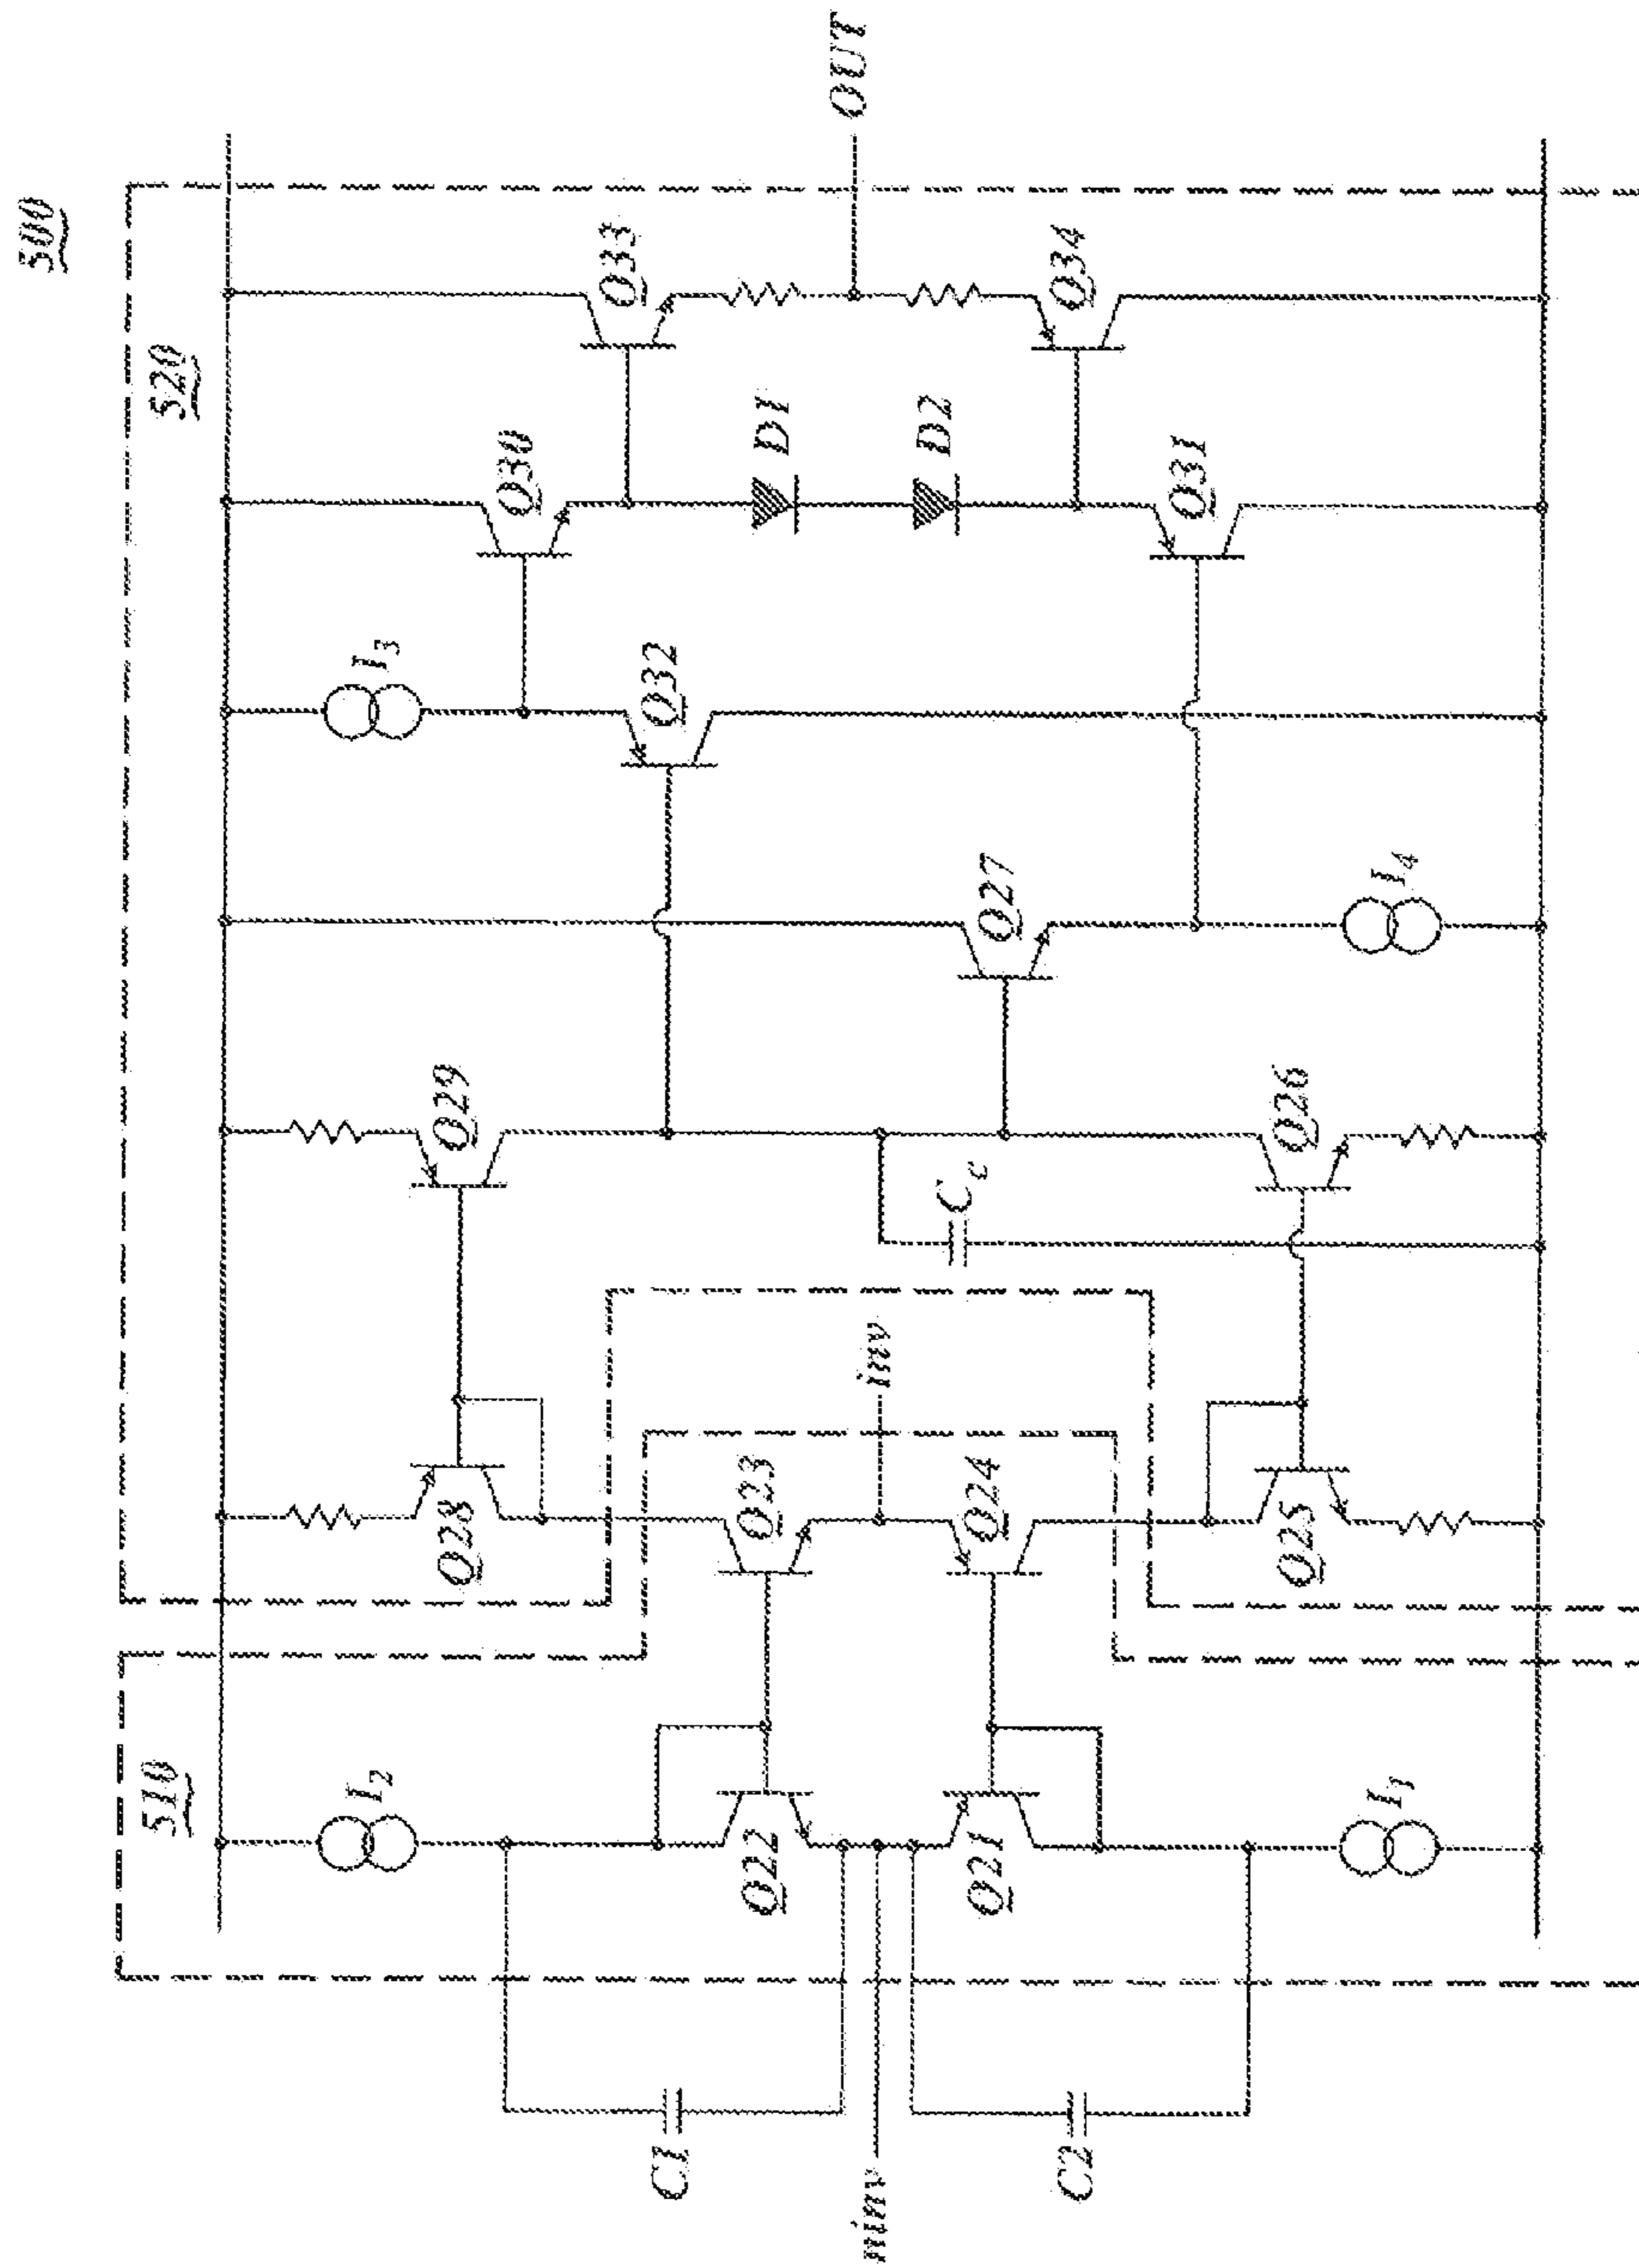 500
520
OUT
Q33
Q34
D1
D2
Q30
Q31
I3
Q32
Q27
I4
Q29
Q26
Cc
inv
Q28
Q23
Q24
Q25
510
I2
Q22
Q21
I1
C1
ninv
C2